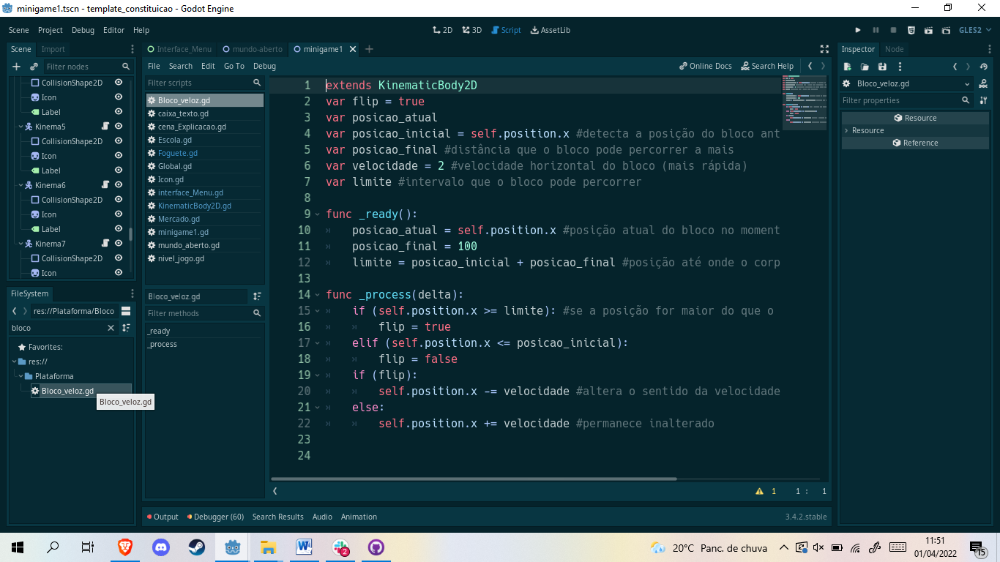 minigame1.tscn - template_constituicao - Godot Engine
Scene Project Debug Editor Help
2D 3D Script AssetLib
GLES2
Scene Import
Filter nodes
CollisionShape2D
Icon
Label
Kinema5
CollisionShape2D
Icon
Label
Kinema6
CollisionShape2D
Icon
Label
Kinema7
CollisionShape2D
Icon
FileSystem
res://Plataforma/Bloco
bloco
Favorites:
res://
Plataforma
Bloco_veloz.gd
Bloco_veloz.gd
Interface_Menu mundo-aberto minigame1
File Search Edit Go To Debug
Online Docs Search Help
Filter scripts
Bloco_veloz.gd
caixa_texto.gd
cena_Explicacao.gd
Escola.gd
Foguete.gd
Global.gd
Icon.gd
interface_Menu.gd
KinematicBody2D.gd
Mercado.gd
minigame1.gd
mundo_aberto.gd
nivel_jogo.gd
Bloco_veloz.gd
Filter methods
_ready
_process
1 extends KinematicBody2D
2 var flip = true
3 var posicao_atual
4 var posicao_inicial = self.position.x #detecta a posição do bloco ant
5 var posicao_final #distância que o bloco pode percorrer a mais
6 var velocidade = 2 #velocidade horizontal do bloco (mais rápida)
7 var limite #intervalo que o bloco pode percorrer
8
9 func _ready():
10 posicao_atual = self.position.x #posição atual do bloco no moment
11 posicao_final = 100
12 limite = posicao_inicial + posicao_final #posição até onde o corp
13
14 func _process(delta):
15 if (self.position.x >= limite): #se a posição for maior do que o
16 flip = true
17 elif (self.position.x <= posicao_inicial):
18 flip = false
19 if (flip):
20 self.position.x -= velocidade #altera o sentido da velocidade
21 else:
22 self.position.x += velocidade #permanece inalterado
23
24
1 1 : 1
Output Debugger (60) Search Results Audio Animation
3.4.2.stable
Inspector Node
Bloco_veloz.gd
Filter properties
Resource
Resource
Reference
2
20°C Panc. de chuva
11:51
01/04/2022
15